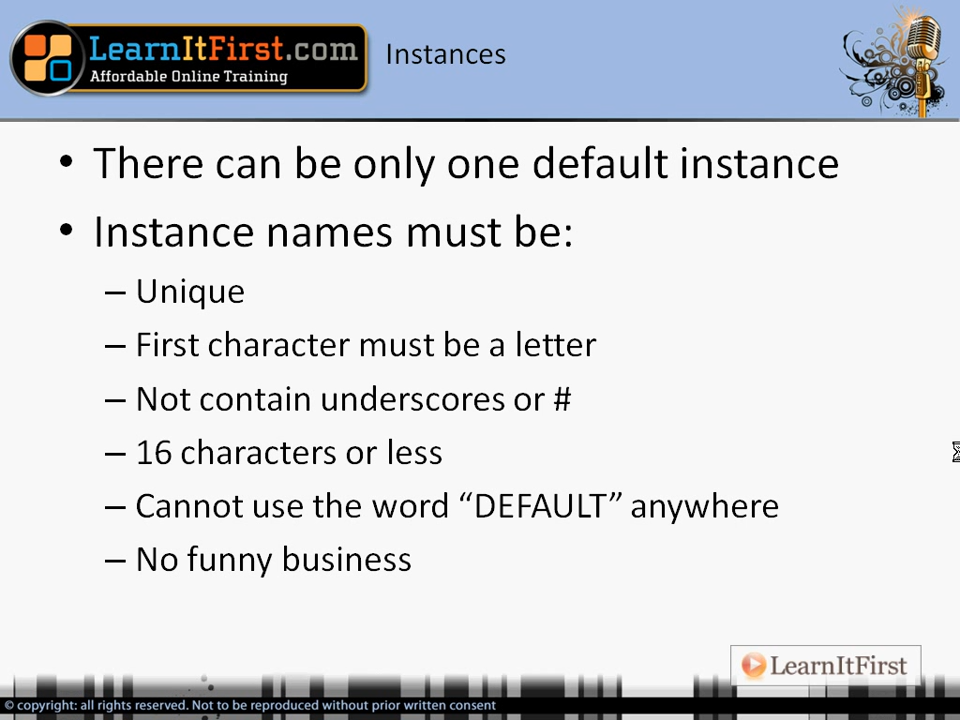 LearnItFirst.com
Affordable Online Training
Instances
• There can be only one default instance
• Instance names must be:
– Unique
– First character must be a letter
– Not contain underscores or #
– 16 characters or less
– Cannot use the word “DEFAULT” anywhere
– No funny business
LearnItFirst
© copyright: all rights reserved. Not to be reproduced without prior written consent